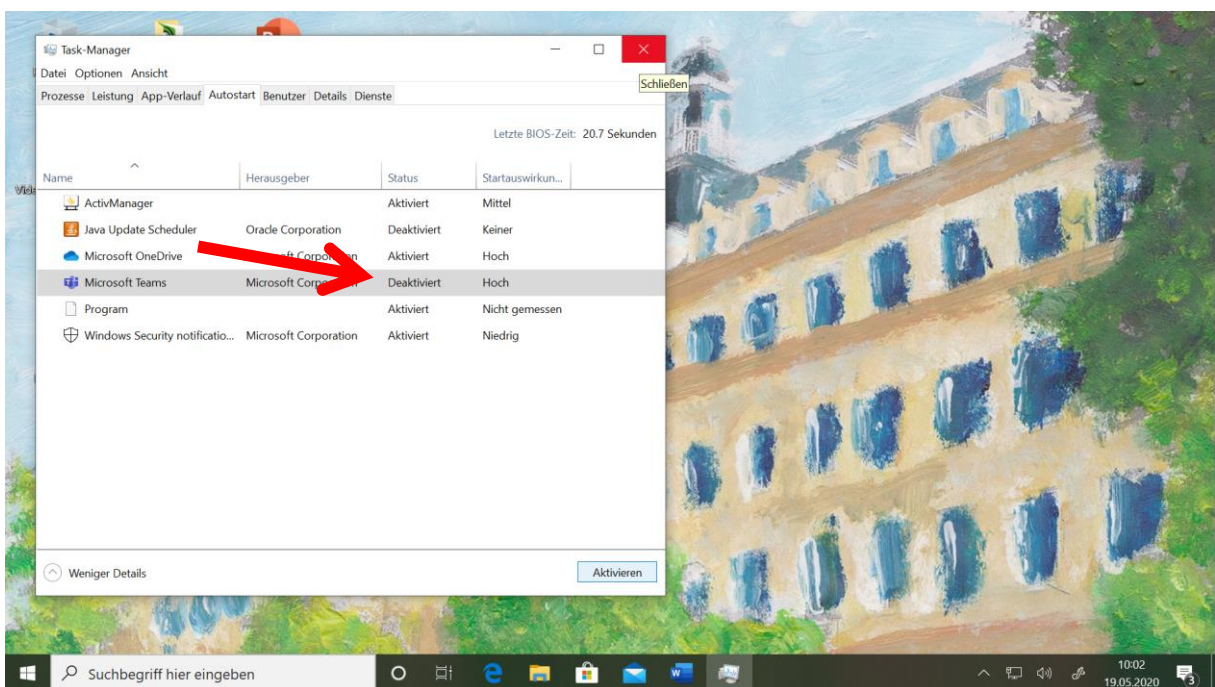 Task-Manager
Schließen
Datei Optionen Ansicht
Prozesse Leistung App-Verlauf Autostart Benutzer Details Dienste
Letzte BIOS-Zeit: 20.7 Sekunden
Name Herausgeber Status Startauswirkun...
ActivManager Aktiviert Mittel
Java Update Scheduler Oracle Corporation Deaktiviert Keiner
Microsoft OneDrive Corporation Aktiviert Hoch
Microsoft Teams Microsoft Deaktiviert Hoch
Program Aktiviert Nicht gemessen
Windows Security notificatio... Microsoft Corporation Aktiviert Niedrig
Weniger Details Aktivieren
Suchbegriff hier eingeben
10:02
19.05.2020
3